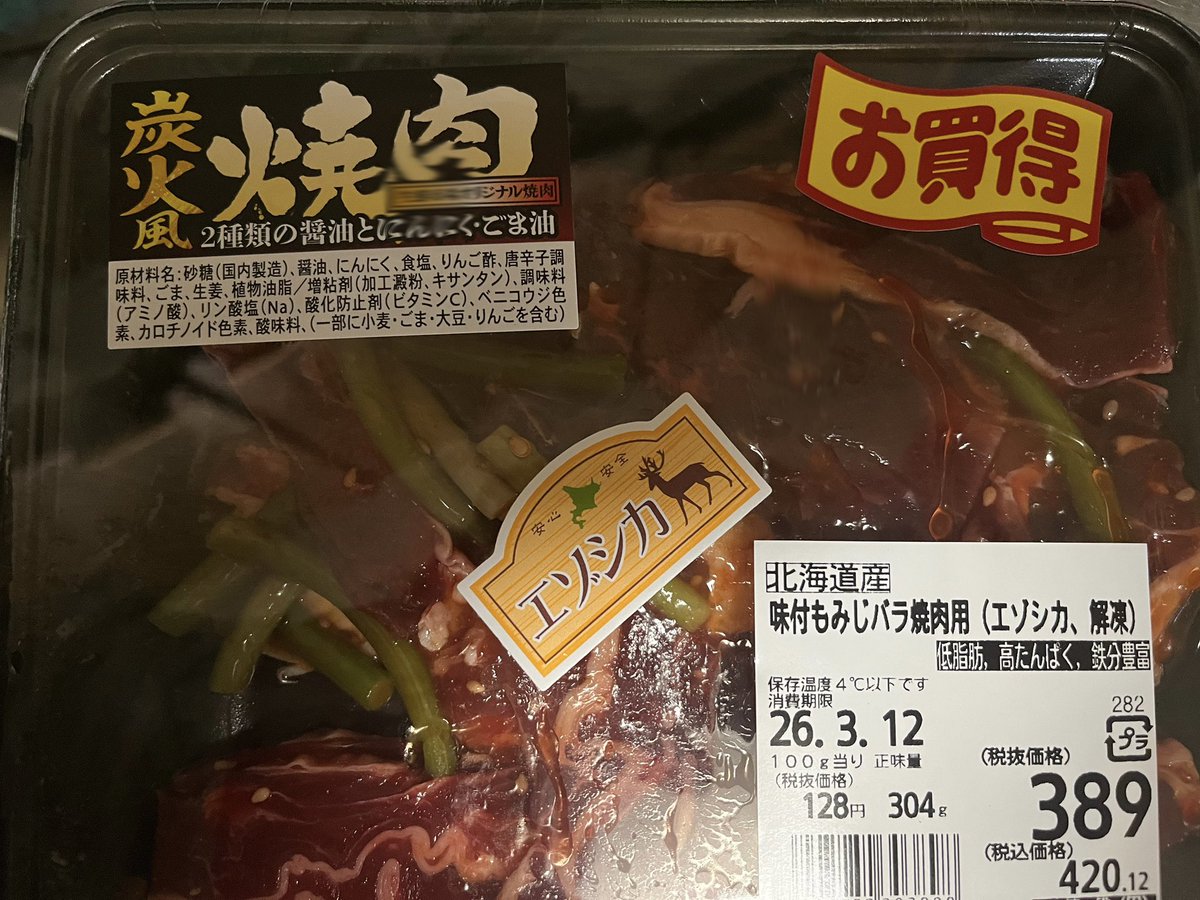 炭火風
焼肉
ジナル焼肉
2種類の醤油とにんにく・ごま油
原材料名:砂糖(国内製造)、醤油、にんにく、食塩、りんご酢、唐辛子調
味料、ごま、生姜、植物油脂/増粘剤(加工澱粉、キサンタン)、調味料
(アミノ酸)、リン酸塩(Na)、酸化防止剤(ビタミンC)、ベニコウジ色
素、カロチノイド色素、酸味料、(一部に小麦・ごま・大豆・りんごを含む)
お買得
安心 安全
エゾシカ
北海道産
味付もみじバラ焼肉用(エゾシカ、解凍)
低脂肪,高たんぱく,鉄分豊富
保存温度4℃以下です
消費期限
26.3.12
282
プラ
100g当り 正味量
(税抜価格)
(税抜価格)
128円 304g
389
(税込価格)
420.12